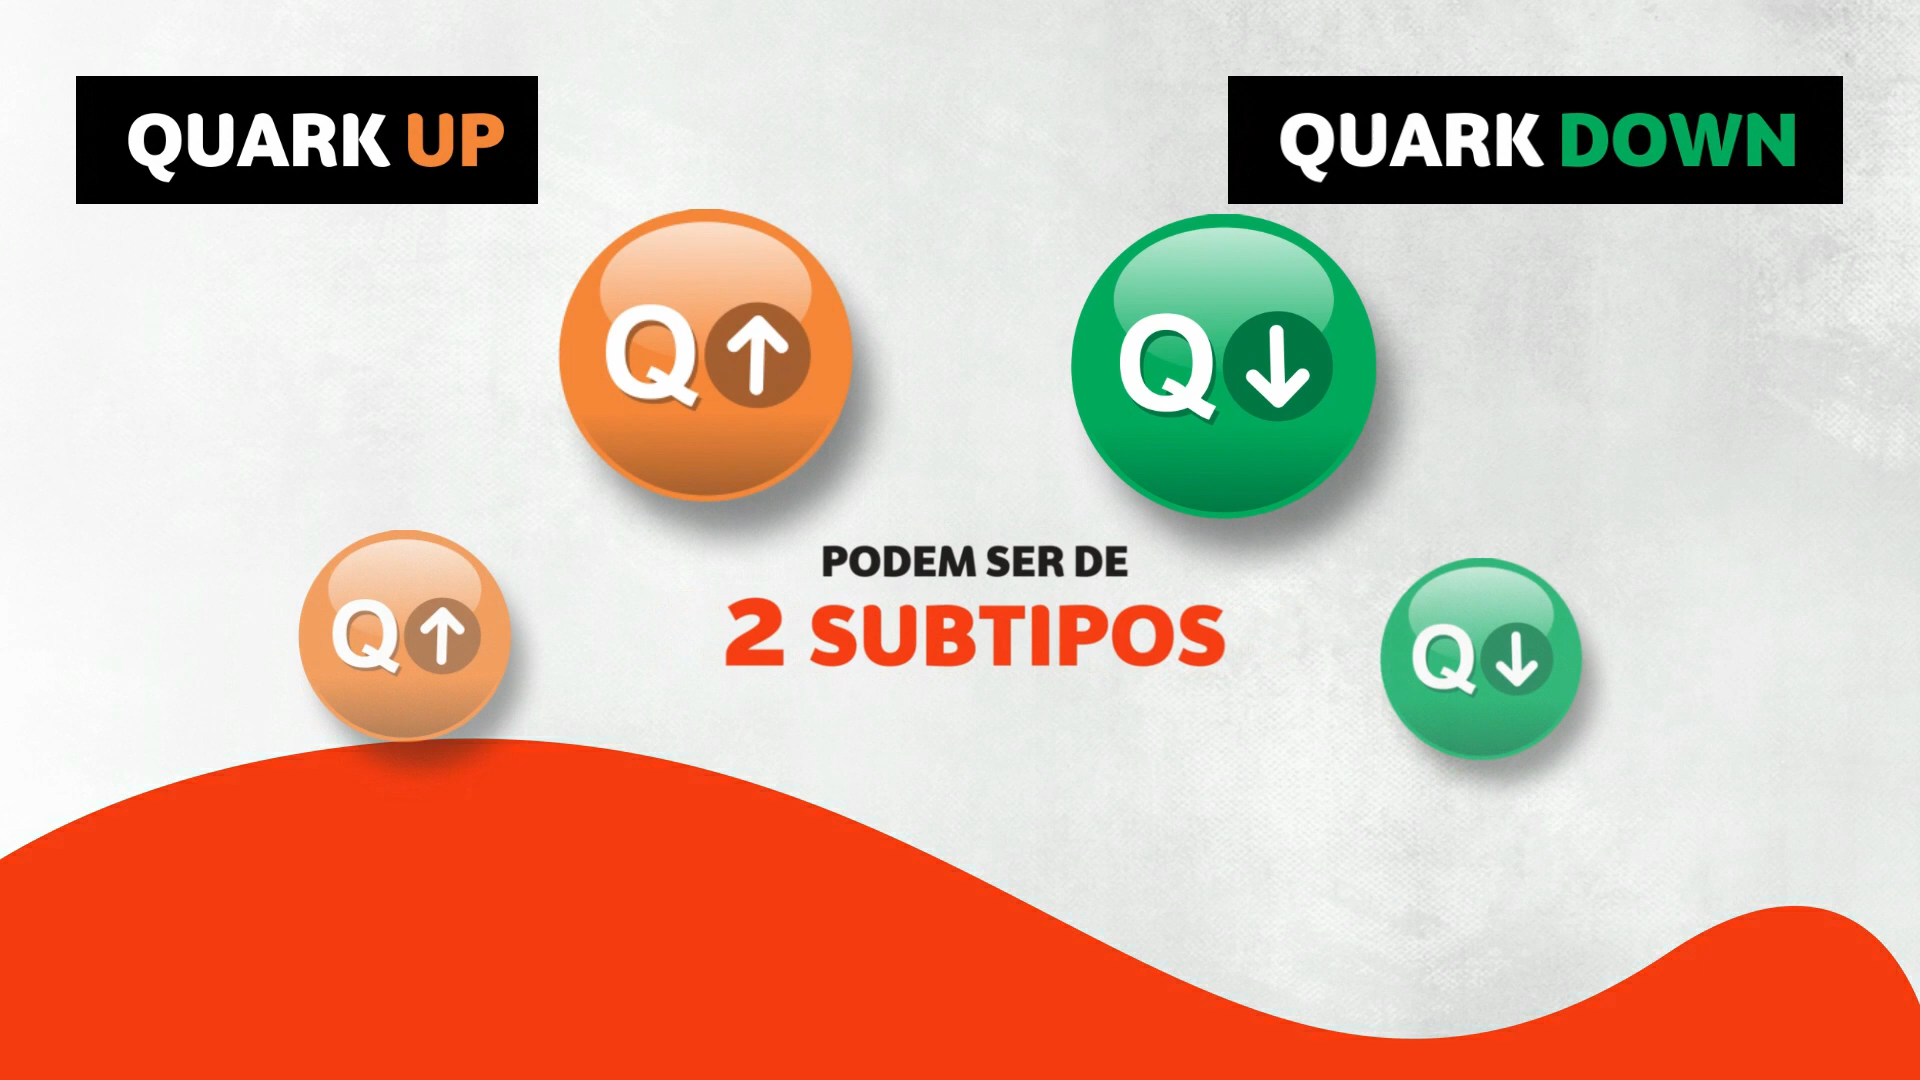 QUARK UP
QUARK DOWN
Q
Q
PODEM SER DE
2 SUBTIPOS
Q
Q